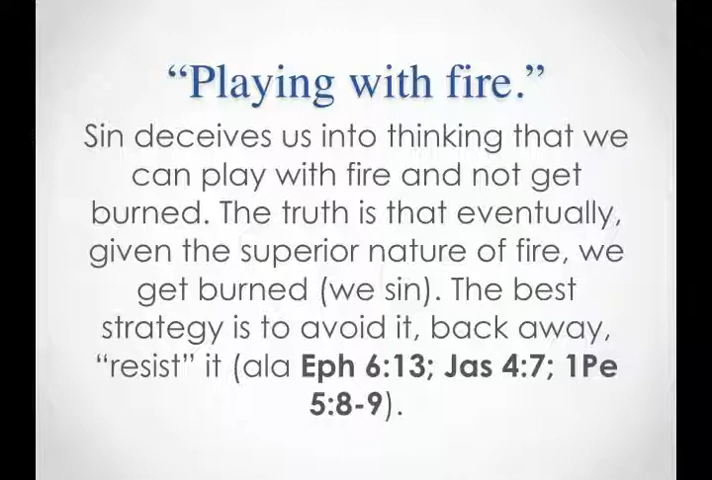 “Playing with fire.”
Sin deceives us into thinking that we
can play with fire and not get
burned. The truth is that eventually,
given the superior nature of fire, we
get burned (we sin). The best
strategy is to avoid it, back away,
“resist” it (ala Eph 6:13; Jas 4:7; 1Pe
5:8-9).